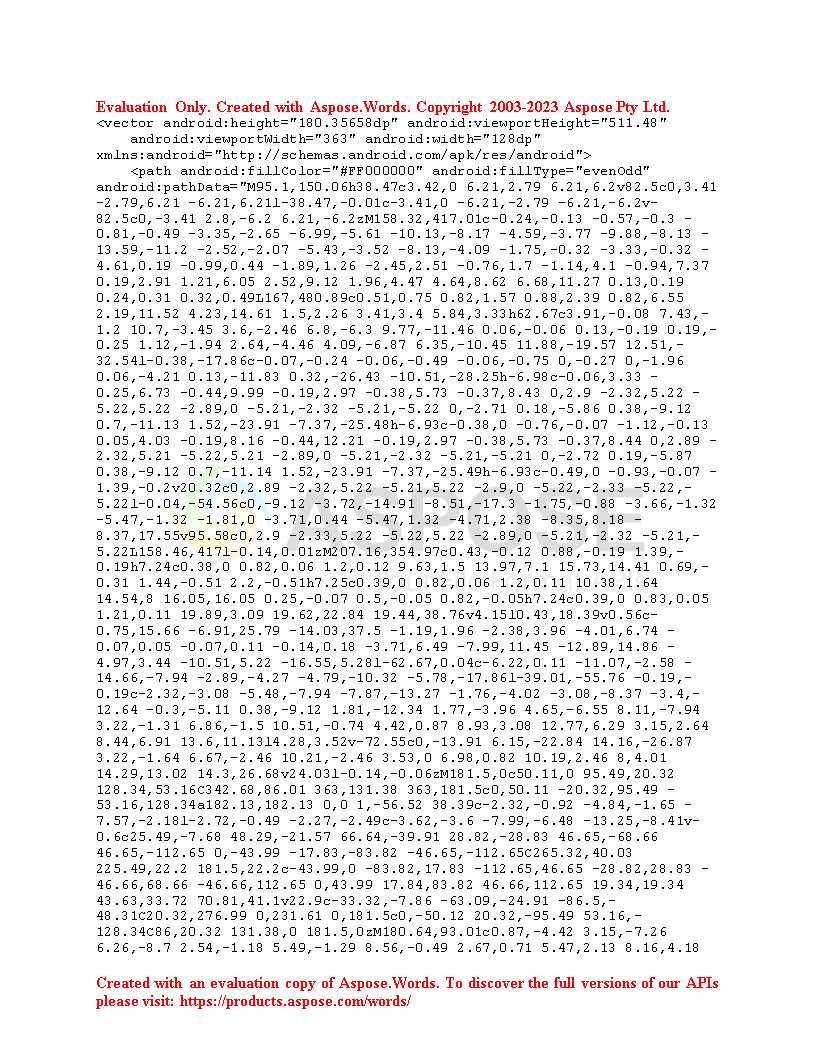 Evaluation Only. Created with Aspose.Words. Copyright 2003-2023 Aspose Pty Ltd.
<vector android:height="180.35658dp" android:viewportHeight="511.48"
android:viewportWidth="363" android:width="128dp"
xmlns:android="http://schemas.android.com/apk/res/android">
<path android:fillColor="#FF000000" android:fillType="evenOdd"
android:pathData="M95.1,150.06h38.47c3.42,0 6.21,2.79 6.21,6.2v82.5c0,3.41
-2.79,6.21 -6.21,6.21l-38.47,-0.01c-3.41,0 -6.21,-2.79 -6.21,-6.2v-
82.5c0,-3.41 2.8,-6.2 6.21,-6.2zM158.32,417.01c-0.24,-0.13 -0.57,-0.3 -
0.81,-0.49 -3.35,-2.65 -6.99,-5.61 -10.13,-8.17 -4.59,-3.77 -9.88,-8.13 -
13.59,-11.2 -2.52,-2.07 -5.43,-3.52 -8.13,-4.09 -1.75,-0.32 -3.33,-0.32 -
4.61,0.19 -0.99,0.44 -1.89,1.26 -2.45,2.51 -0.76,1.7 -1.14,4.1 -0.94,7.37
0.19,2.91 1.21,6.05 2.52,9.12 1.96,4.47 4.64,8.62 6.68,11.27 0.13,0.19
0.24,0.31 0.32,0.49L167,480.89c0.51,0.75 0.82,1.57 0.88,2.39 0.82,6.55
2.19,11.52 4.23,14.61 1.5,2.26 3.41,3.4 5.84,3.33h62.67c3.91,-0.08 7.43,-
1.2 10.7,-3.45 3.6,-2.46 6.8,-6.3 9.77,-11.46 0.06,-0.06 0.13,-0.19 0.19,-
0.25 1.12,-1.94 2.64,-4.46 4.09,-6.87 6.35,-10.45 11.88,-19.57 12.51,-
32.54l-0.38,-17.86c-0.07,-0.24 -0.06,-0.49 -0.06,-0.75 0,-0.27 0,-1.96
0.06,-4.21 0.13,-11.83 0.32,-26.43 -10.51,-28.25h-6.98c-0.06,3.33 -
0.25,6.73 -0.44,9.99 -0.19,2.97 -0.38,5.73 -0.37,8.43 0,2.9 -2.32,5.22 -
5.22,5.22 -2.89,0 -5.21,-2.32 -5.21,-5.22 0,-2.71 0.18,-5.86 0.38,-9.12
0.7,-11.13 1.52,-23.91 -7.37,-25.48h-6.93c-0.38,0 -0.76,-0.07 -1.12,-0.13
0.05,4.03 -0.19,8.16 -0.44,12.21 -0.19,2.97 -0.38,5.73 -0.37,8.44 0,2.89 -
2.32,5.21 -5.22,5.21 -2.89,0 -5.21,-2.32 -5.21,-5.21 0,-2.72 0.19,-5.87
0.38,-9.12 0.7,-11.14 1.52,-23.91 -7.37,-25.49h-6.93c-0.49,0 -0.93,-0.07 -
1.39,-0.2v20.32c0,2.89 -2.32,5.22 -5.21,5.22 -2.9,0 -5.22,-2.33 -5.22,-
5.22l-0.04,-54.56c0,-9.12 -3.72,-14.91 -8.51,-17.3 -1.75,-0.88 -3.66,-1.32
-5.47,-1.32 -1.81,0 -3.71,0.44 -5.47,1.32 -4.71,2.38 -8.35,8.18 -
8.37,17.55v95.58c0,2.9 -2.33,5.22 -5.22,5.22 -2.89,0 -5.21,-2.32 -5.21,-
5.22L158.46,417l-0.14,0.01zM207.16,354.97c0.43,-0.12 0.88,-0.19 1.39,-
0.19h7.24c0.38,0 0.82,0.06 1.2,0.12 9.63,1.5 13.97,7.1 15.73,14.41 0.69,-
0.31 1.44,-0.51 2.2,-0.51h7.25c0.39,0 0.82,0.06 1.2,0.11 10.38,1.64
14.54,8 16.05,16.05 0.25,-0.07 0.5,-0.05 0.82,-0.05h7.24c0.39,0 0.83,0.05
1.21,0.11 19.89,3.09 19.62,22.84 19.44,38.76v4.15l0.43,18.39v0.56c-
0.75,15.66 -6.91,25.79 -14.03,37.5 -1.19,1.96 -2.38,3.96 -4.01,6.74 -
0.07,0.05 -0.07,0.11 -0.14,0.18 -3.71,6.49 -7.99,11.45 -12.89,14.86 -
4.97,3.44 -10.51,5.22 -16.55,5.28l-62.67,0.04c-6.22,0.11 -11.07,-2.58 -
14.66,-7.94 -2.89,-4.27 -4.79,-10.32 -5.78,-17.86l-39.01,-55.76 -0.19,-
0.19c-2.32,-3.08 -5.48,-7.94 -7.87,-13.27 -1.76,-4.02 -3.08,-8.37 -3.4,-
12.64 -0.3,-5.11 0.38,-9.12 1.81,-12.34 1.77,-3.96 4.65,-6.55 8.11,-7.94
3.22,-1.31 6.86,-1.5 10.51,-0.74 4.42,0.87 8.93,3.08 12.77,6.29 3.15,2.64
8.44,6.91 13.6,11.13l4.28,3.52v-72.55c0,-13.91 6.15,-22.84 14.16,-26.87
3.22,-1.64 6.67,-2.46 10.21,-2.46 3.53,0 6.98,0.82 10.19,2.46 8,4.01
14.29,13.02 14.3,26.68v24.03l-0.14,-0.06zM181.5,0c50.11,0 95.49,20.32
128.34,53.16C342.68,86.01 363,131.38 363,181.5c0,50.11 -20.32,95.49 -
53.16,128.34a182.13,182.13 0,0 1,-56.52 38.39c-2.32,-0.92 -4.84,-1.65 -
7.57,-2.18l-2.72,-0.49 -2.27,-2.49c-3.62,-3.6 -7.99,-6.48 -13.25,-8.41v-
0.6c25.49,-7.68 48.29,-21.57 66.64,-39.91 28.82,-28.83 46.65,-68.66
46.65,-112.65 0,-43.99 -17.83,-83.82 -46.65,-112.65C265.32,40.03
225.49,22.2 181.5,22.2c-43.99,0 -83.82,17.83 -112.65,46.65 -28.82,28.83 -
46.66,68.66 -46.66,112.65 0,43.99 17.84,83.82 46.66,112.65 19.34,19.34
43.63,33.72 70.81,41.1v22.9c-33.32,-7.86 -63.09,-24.91 -86.5,-
48.31C20.32,276.99 0,231.61 0,181.5c0,-50.12 20.32,-95.49 53.16,-
128.34C86,20.32 131.38,0 181.5,0zM180.64,93.01c0.87,-4.42 3.15,-7.26
6.26,-8.7 2.54,-1.18 5.49,-1.29 8.56,-0.49 2.67,0.71 5.47,2.13 8.16,4.18
Created with an evaluation copy of Aspose.Words. To discover the full versions of our APIs
please visit: https://products.aspose.com/words/